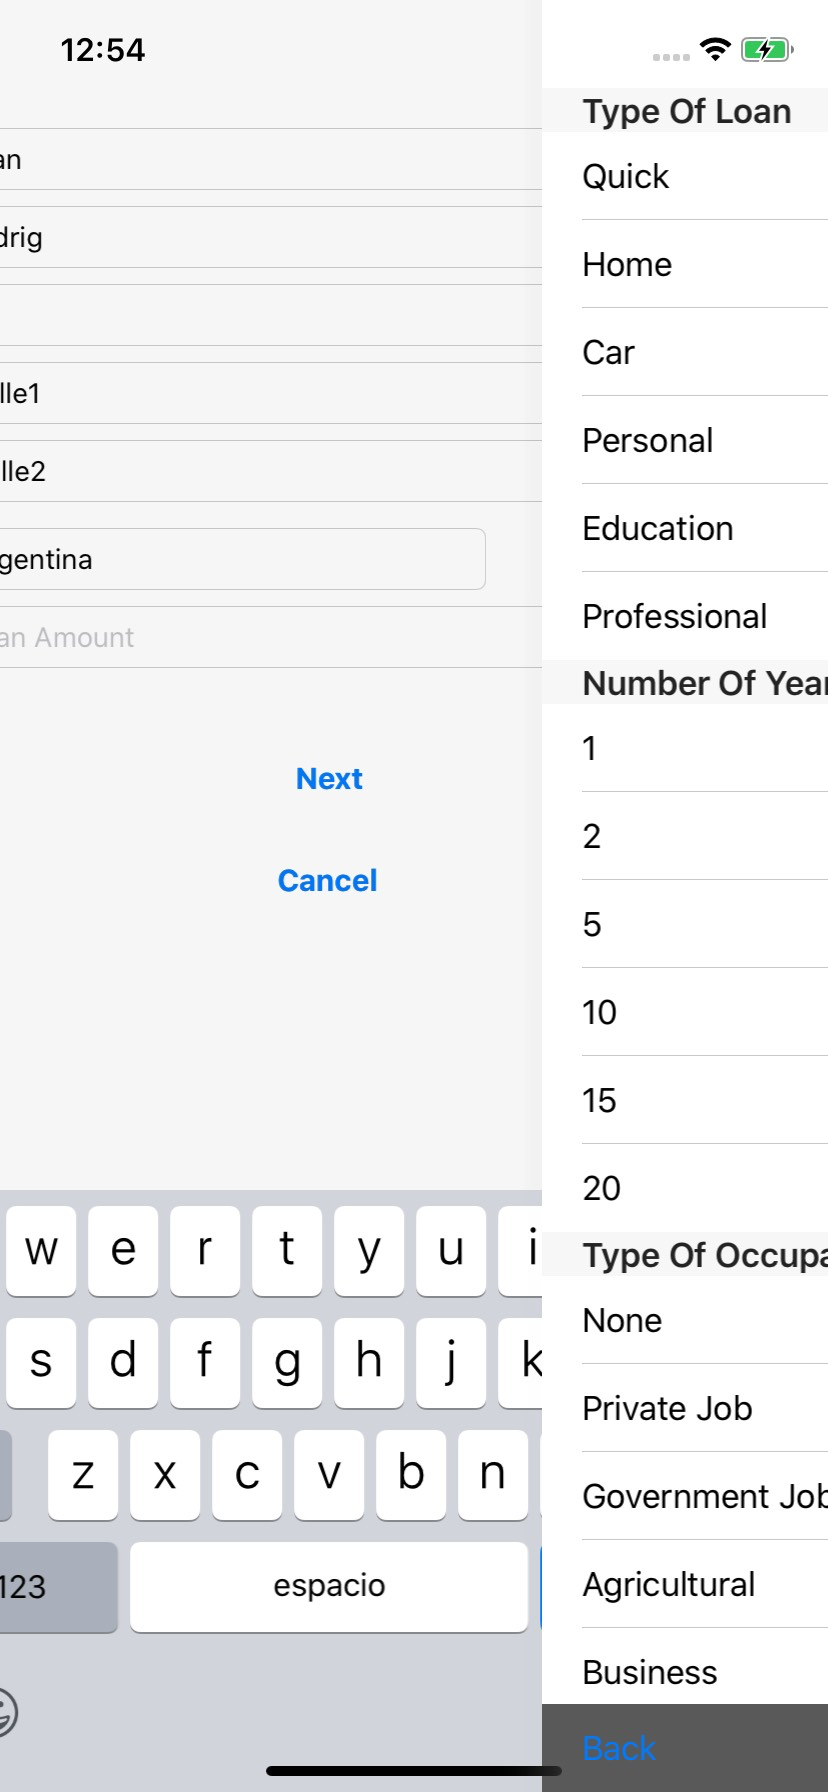 12:54
an
drig
lle1
lle2
gentina
an Amount
Next
Cancel
w e r t y u i
s d f g h j k
z x c v b n
123
espacio
Type Of Loan
Quick
Home
Car
Personal
Education
Professional
Number Of Year
1
2
5
10
15
20
Type Of Occupa
None
Private Job
Government Job
Agricultural
Business
Back